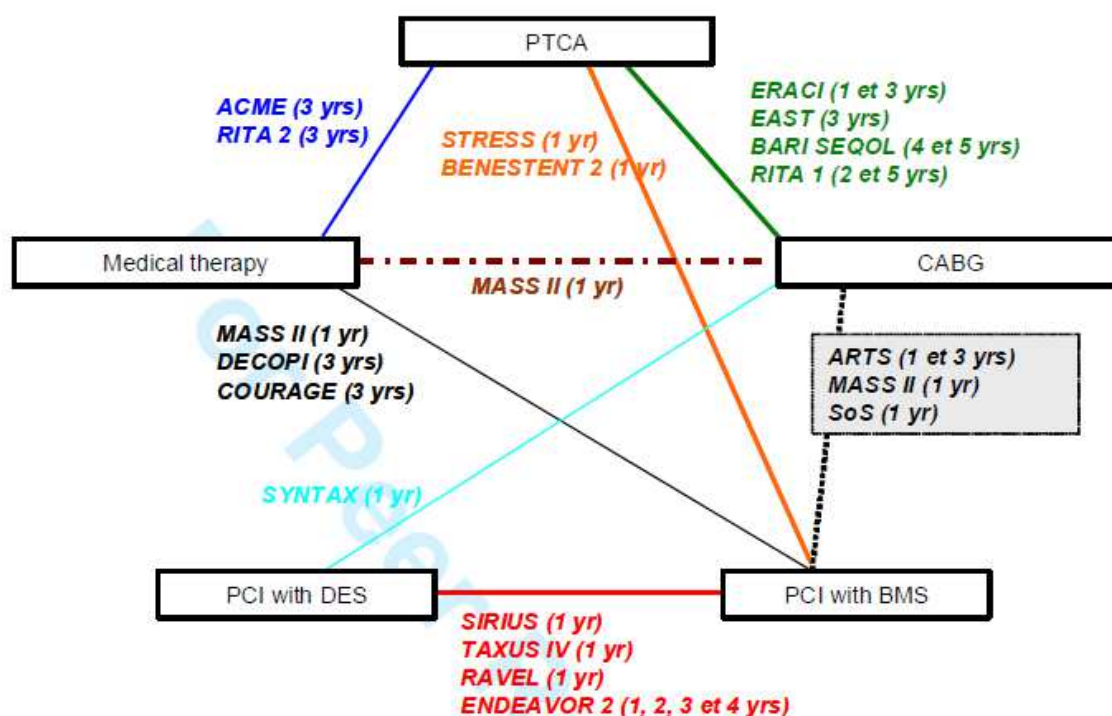 PTCA
ACME (3 yrs)
RITA 2 (3 yrs)
STRESS (1 yr)
BENESTENT 2 (1 yr)
ERACI (1 et 3 yrs)
EAST (3 yrs)
BARI SEQOL (4 et 5 yrs)
RITA 1 (2 et 5 yrs)
Medical therapy
CABG
MASS II (1 yr)
MASS II (1 yr)
DECOPI (3 yrs)
COURAGE (3 yrs)
ARTS (1 et 3 yrs)
MASS II (1 yr)
SoS (1 yr)
SYNTAX (1 yr)
PCI with DES
PCI with BMS
SIRIUS (1 yr)
TAXUS IV (1 yr)
RAVEL (1 yr)
ENDEAVOR 2 (1, 2, 3 et 4 yrs)